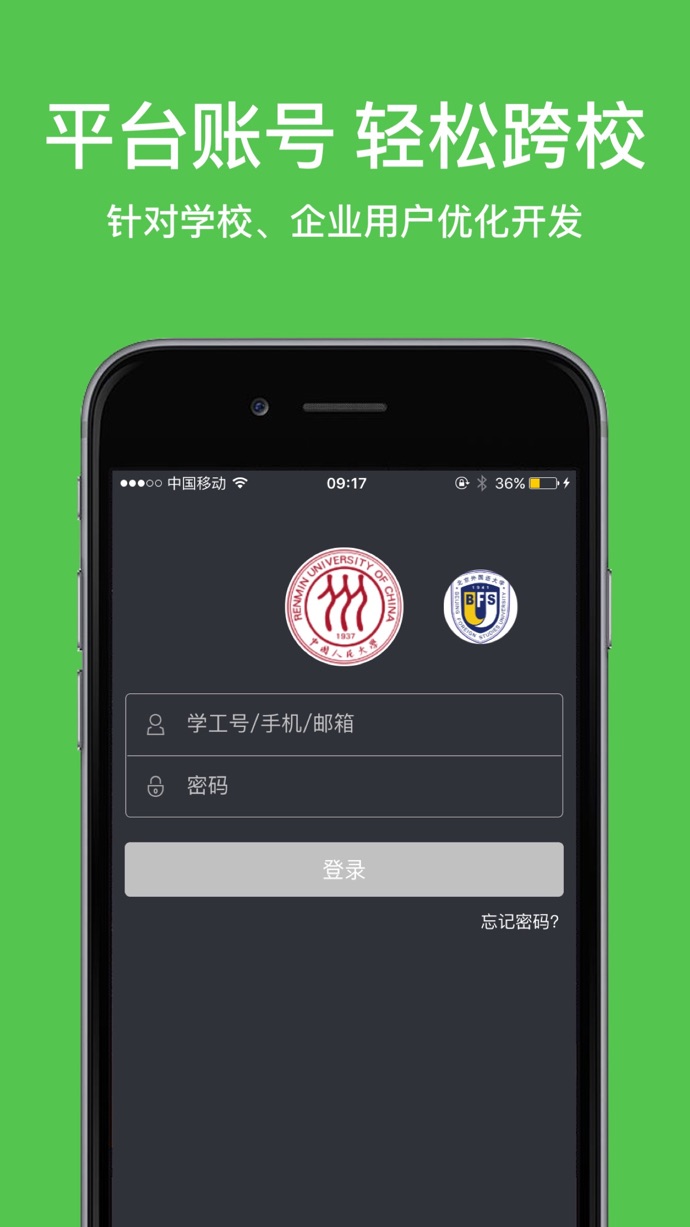 平台账号 轻松跨校
针对学校、企业用户优化开发
中国移动 09:17 36%
RENMIN UNIVERSITY OF CHINA
1937
中国人民大学
北京外国语大学
1941
BFS
BEIJING FOREIGN STUDIES UNIVERSITY
学工号/手机/邮箱
密码
登录
忘记密码?